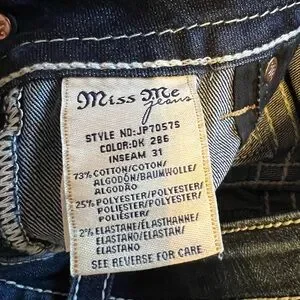 Miss Me
Jeans
STYLE NO:JP7057S
COLOR:DK 286
INSEAM 31
73% COTTON/COTON/
ALGODÓN/BAUMWOLLE/
ALGODÃO
25% POLYESTER/POLYESTER/
POLIÉSTER/POLYESTER/
POLIÉSTER
2% ELASTANE/ÉLASTHANNE/
ELASTANO/ELASTAN/
ELASTANO
SEE REVERSE FOR CARE